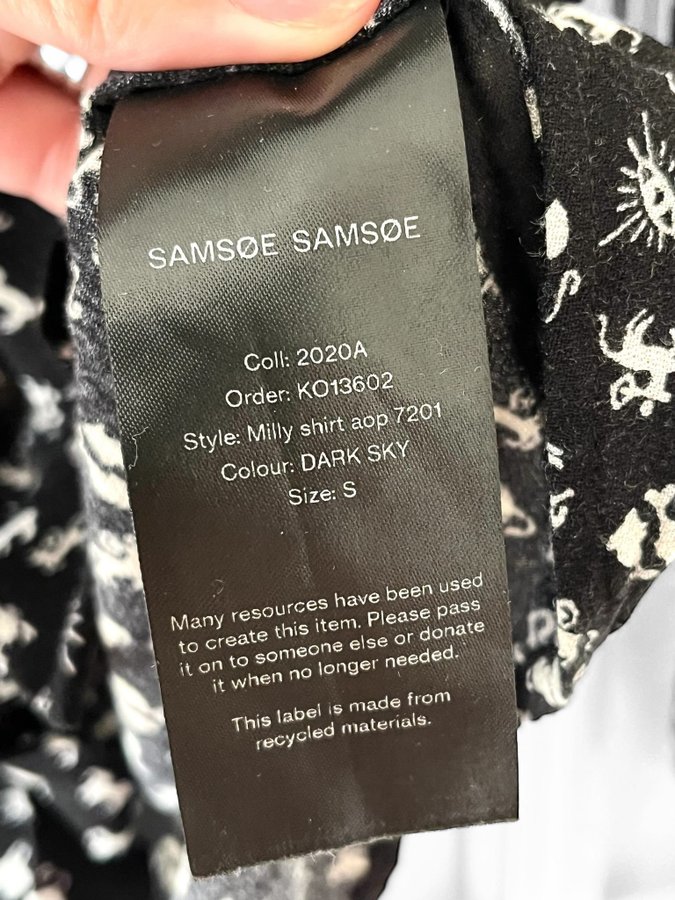 SAMSØE SAMSØE
Coll: 2020A
Order: KO13602
Style: Milly shirt aop 7201
Colour: DARK SKY
Size: S
Many resources have been used
to create this item. Please pass
it on to someone else or donate
it when no longer needed.
This label is made from
recycled materials.